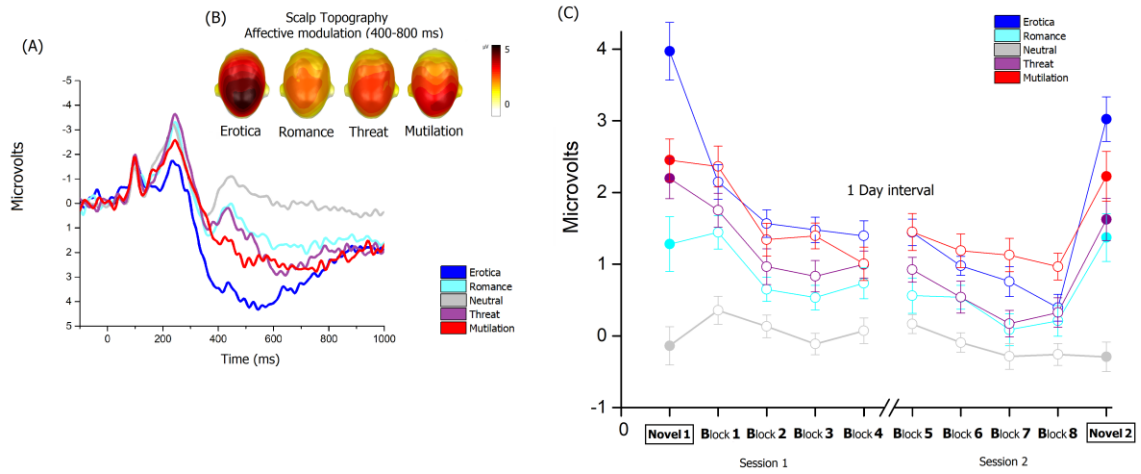 (A)
(B)
Scalp Topography
Affective modulation (400-800 ms)
uV
5
0
Erotica
Romance
Threat
Mutilation
-5
-4
-3
-2
-1
0
1
2
3
4
5
Microvolts
0
200
400
600
800
1000
Time (ms)
Erotica
Romance
Neutral
Threat
Mutilation
(C)
Erotica
Romance
Neutral
Threat
Mutilation
4
3
2
1
0
-1
Microvolts
1 Day interval
0
Novel 1
Block 1
Block 2
Block 3
Block 4
Block 5
Block 6
Block 7
Block 8
Novel 2
Session 1
Session 2